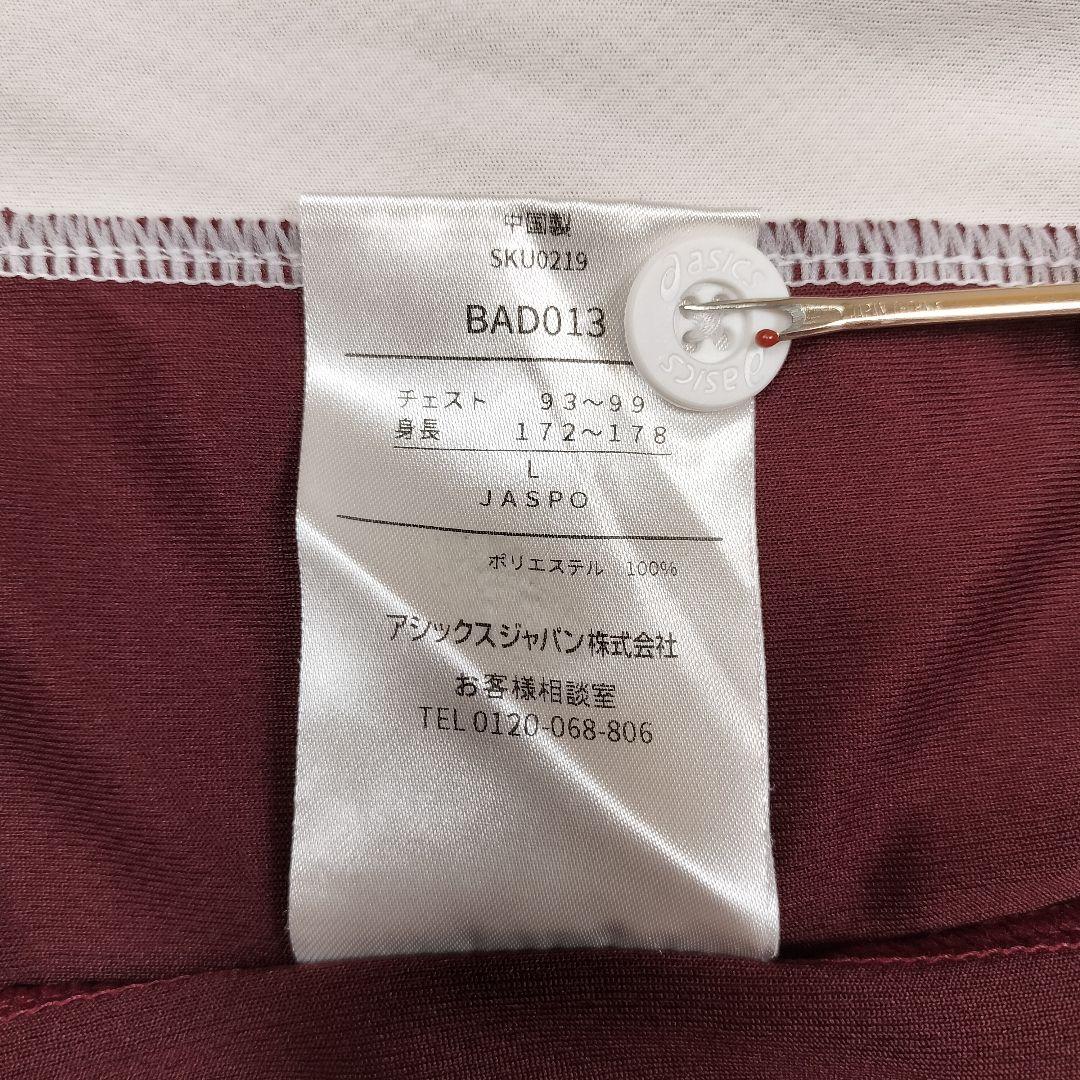 中国製
SKU0219
BAD013
チェスト 93～99
身長 172～178
L
JASPO
ポリエステル 100%
アシックスジャパン株式会社
お客様相談室
TEL0120-068-806
asics
asics